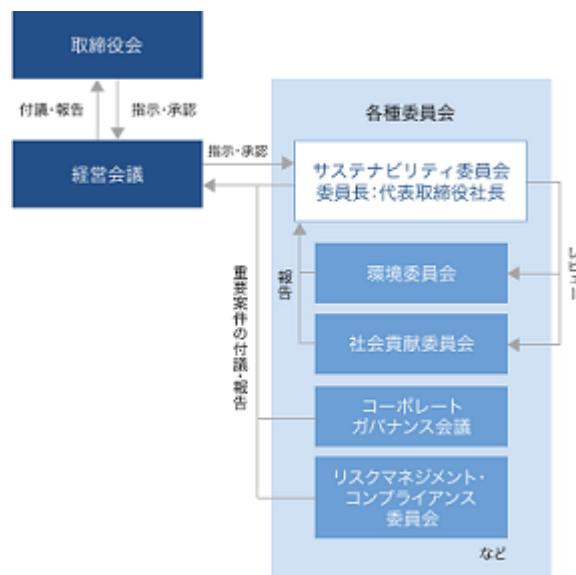 取締役会
付議・報告
指示・承認
経営会議
指示・承認
各種委員会
サステナビリティ委員会
委員長：代表取締役社長
レビュー
重要案件の付議・報告
報告
環境委員会
社会貢献委員会
コーポレート
ガバナンス会議
リスクマネジメント・
コンプライアンス
委員会
など